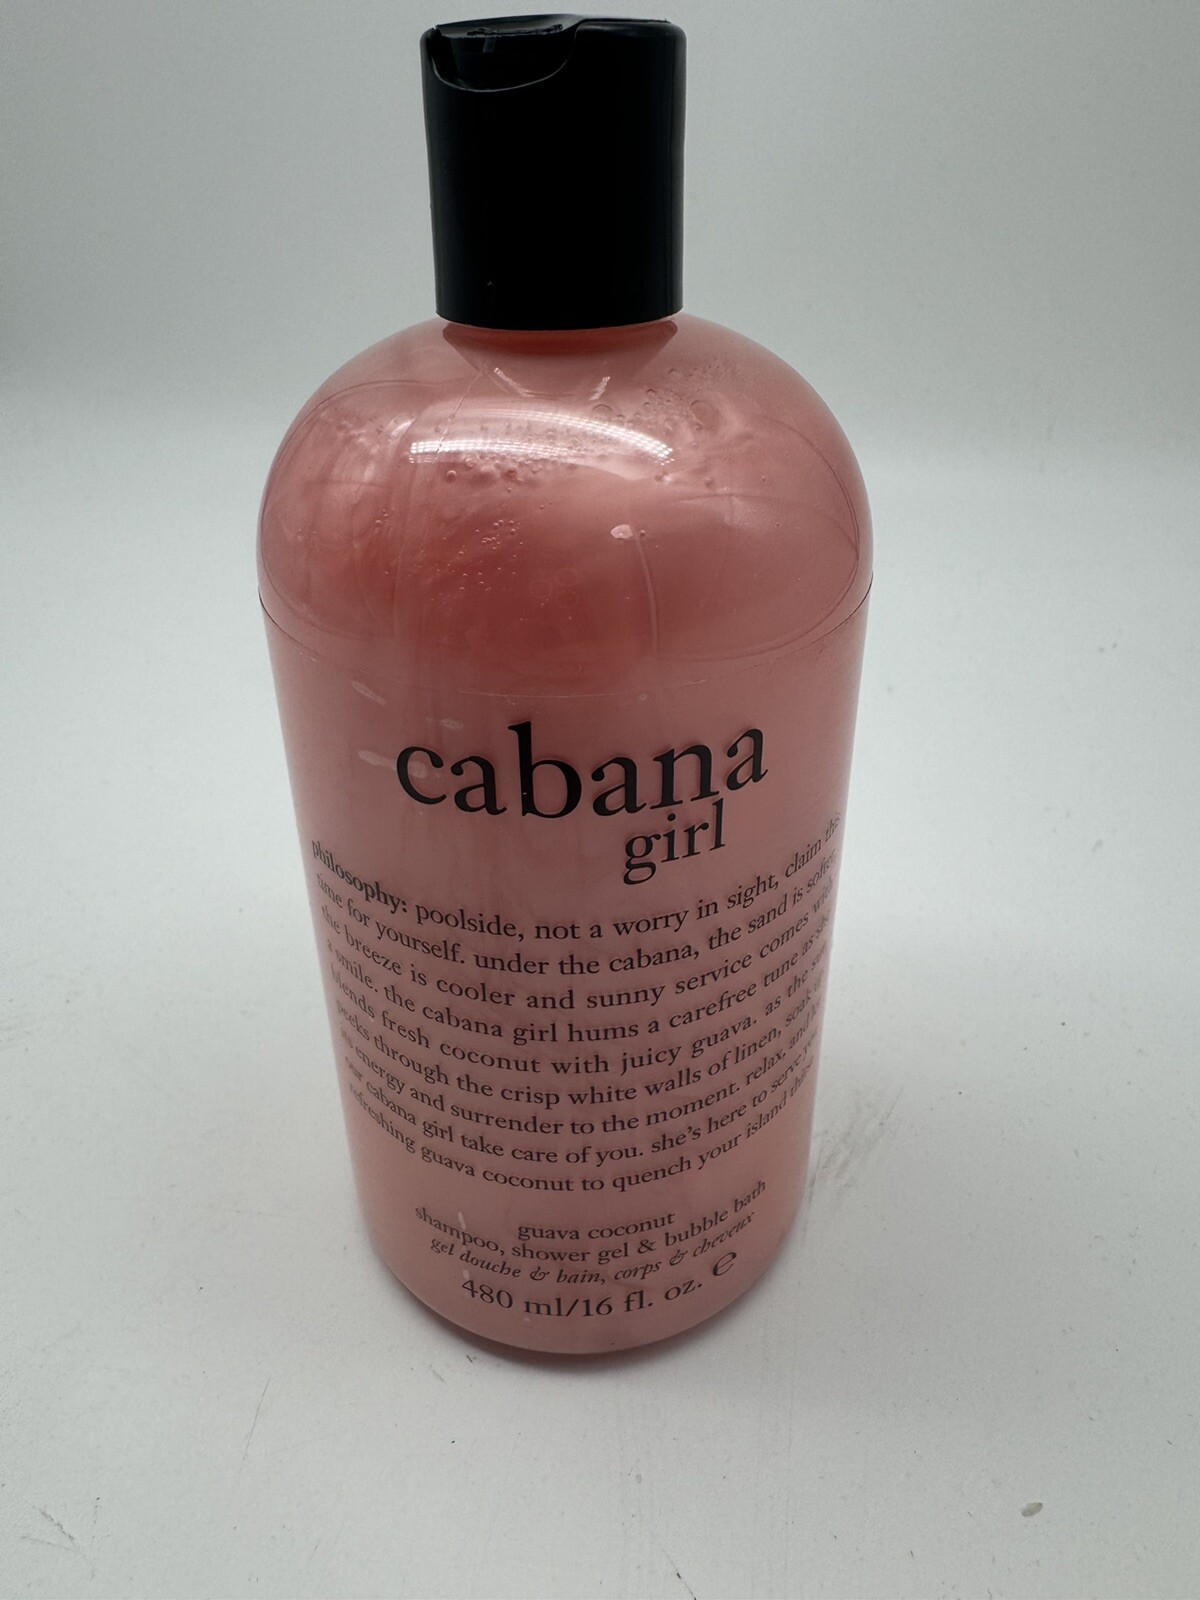 cabana
girl
philosophy: poolside, not a worry in sight, claim this
time for yourself. under the cabana, the sand is softer,
the breeze is cooler and sunny service comes with
a smile. the cabana girl hums a carefree tune as she
blends fresh coconut with juicy guava. as the sun
peeks through the crisp white walls of linen, soak
energy and surrender to the moment. relax, and
our cabana girl take care of you. she's here to serve you
refreshing guava coconut to quench your island thirst
guava coconut
shampoo, shower gel & bubble bath
gel douche & bain, corps & cheveux
480 ml/16 fl. oz. ℮